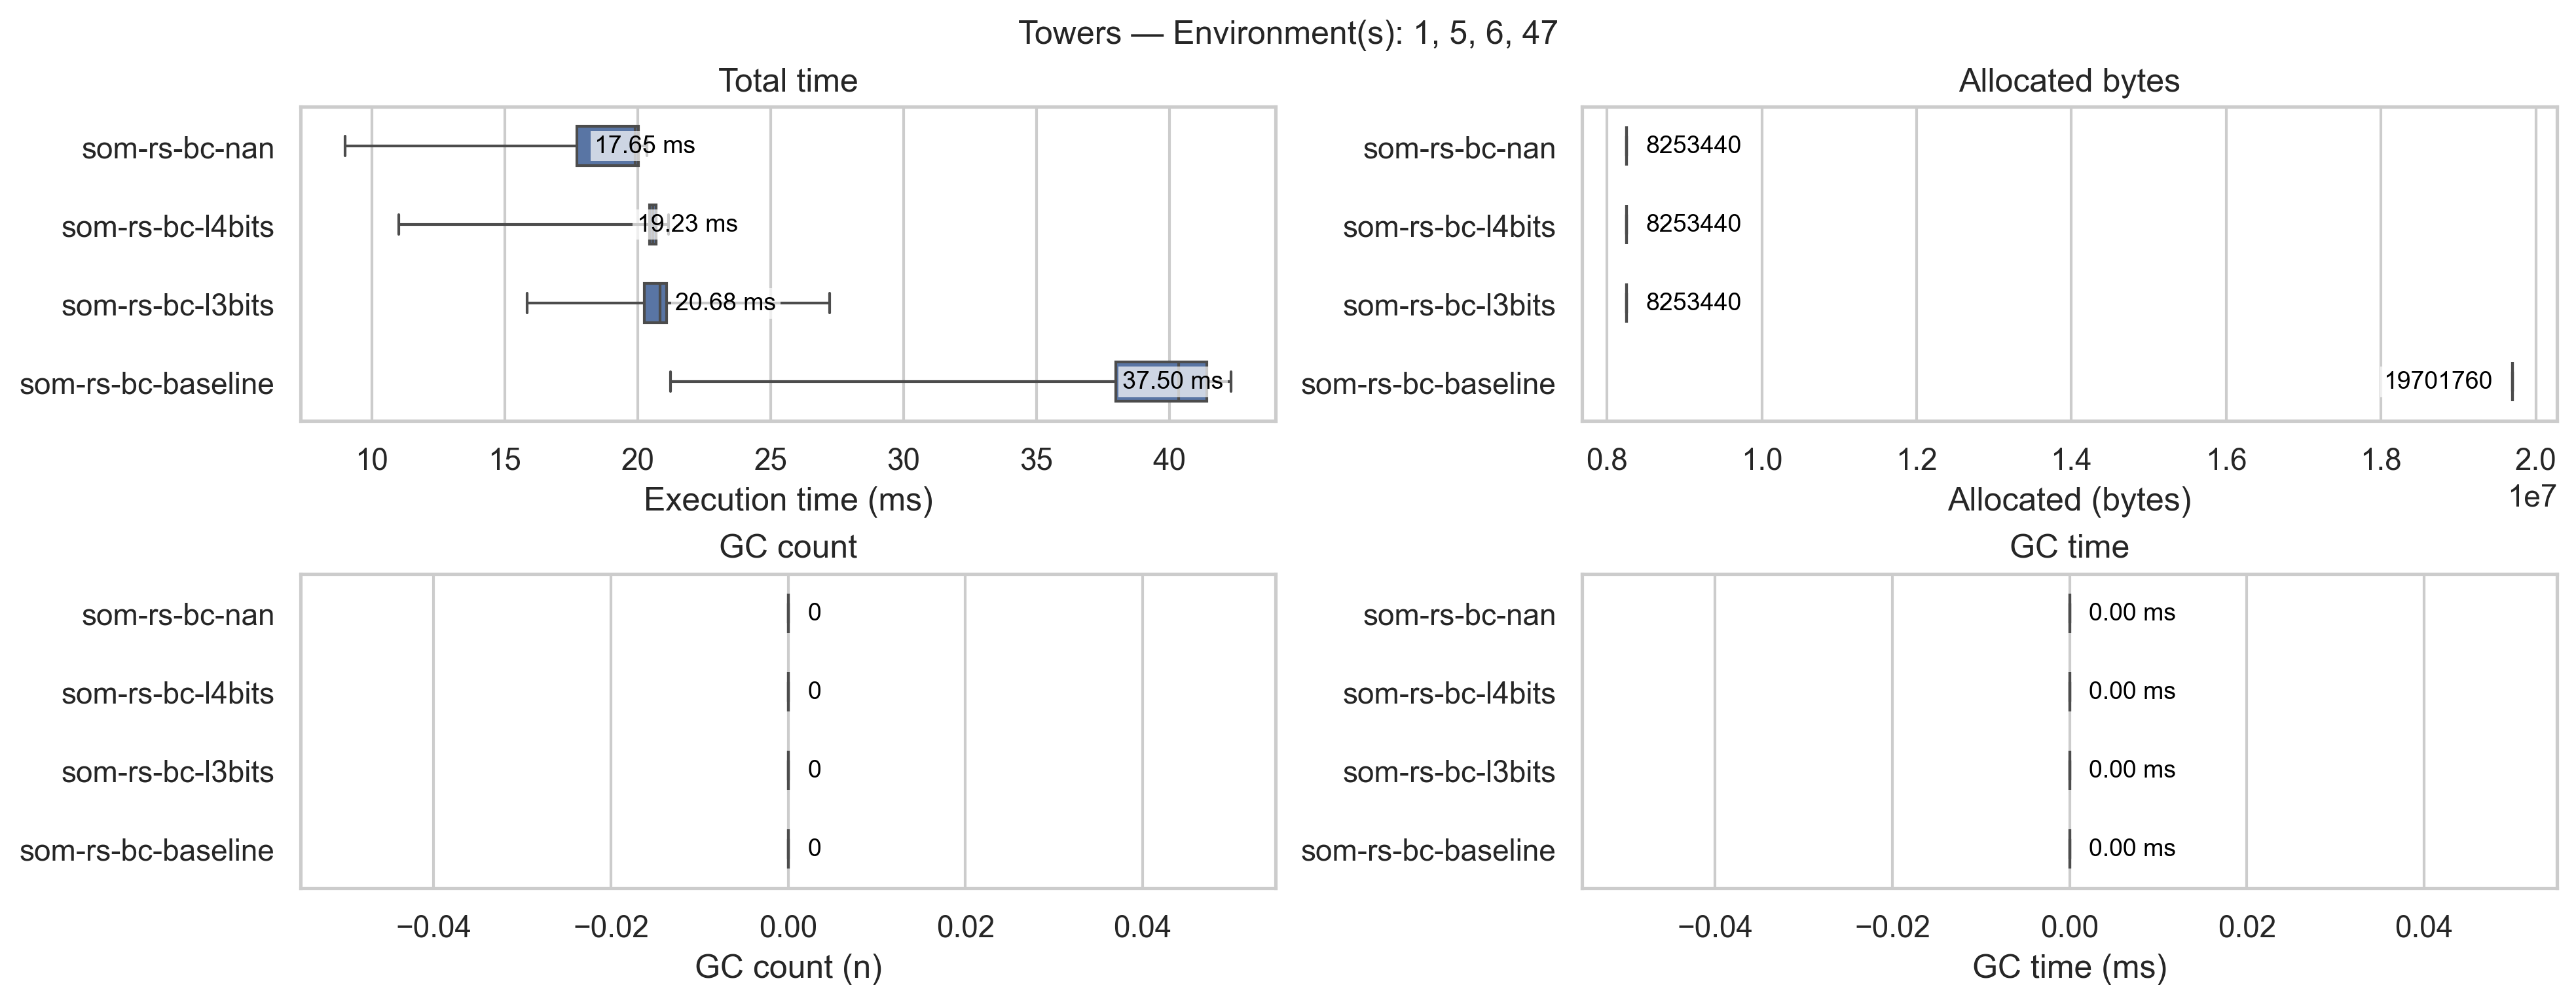 Towers — Environment(s): 1, 5, 6, 47
Total time
som-rs-bc-nan
17.65 ms
som-rs-bc-l4bits
19.23 ms
som-rs-bc-l3bits
20.68 ms
som-rs-bc-baseline
37.50 ms
10 15 20 25 30 35 40
Execution time (ms)
Allocated bytes
som-rs-bc-nan
8253440
som-rs-bc-l4bits
8253440
som-rs-bc-l3bits
8253440
som-rs-bc-baseline
19701760
0.8 1.0 1.2 1.4 1.6 1.8 2.0
1e7
Allocated (bytes)
GC count
som-rs-bc-nan
0
som-rs-bc-l4bits
0
som-rs-bc-l3bits
0
som-rs-bc-baseline
0
−0.04 −0.02 0.00 0.02 0.04
GC count (n)
GC time
som-rs-bc-nan
0.00 ms
som-rs-bc-l4bits
0.00 ms
som-rs-bc-l3bits
0.00 ms
som-rs-bc-baseline
0.00 ms
−0.04 −0.02 0.00 0.02 0.04
GC time (ms)